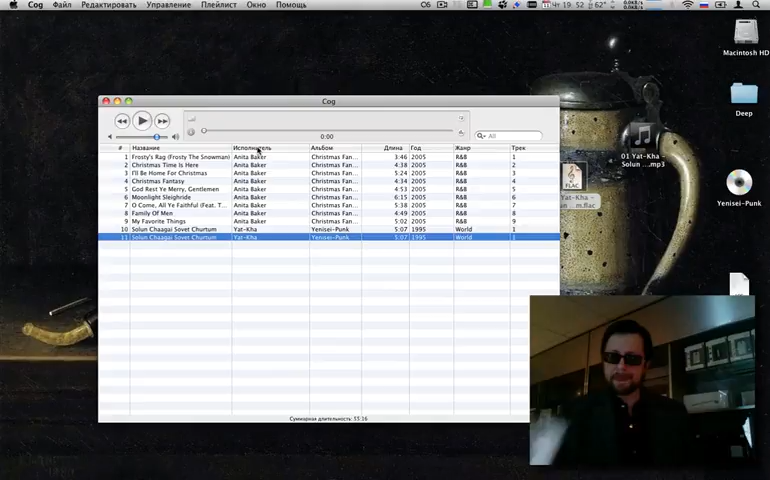 Cog Файл Редактировать Управление Плейлист Окно Помощь
Чт 19 52 62°
Cog
0:00
All
# Название Исполнитель Альбом Длина Год Жанр Трек
1 Frosty's Rag (Frosty The Snowman) Anita Baker Christmas Fan... 3:46 2005 R&B 1
2 Christmas Time Is Here Anita Baker Christmas Fan... 4:38 2005 R&B 2
3 I'll Be Home For Christmas Anita Baker Christmas Fan... 5:24 2005 R&B 3
4 Christmas Fantasy Anita Baker Christmas Fan... 4:34 2005 R&B 4
5 God Rest Ye Merry, Gentlemen Anita Baker Christmas Fan... 4:53 2005 R&B 5
6 Moonlight Sleighride Anita Baker Christmas Fan... 5:15 2005 R&B 6
7 O Come, All Ye Faithful (Feat. T... Anita Baker Christmas Fan... 5:38 2005 R&B 7
8 Family Of Men Anita Baker Christmas Fan... 4:49 2005 R&B 8
9 My Favorite Things Anita Baker Christmas Fan... 5:02 2005 R&B 9
10 Solun Chaagai Sovet Churtum Yat-Kha Yenisei-Punk 5:07 1995 World 1
11 Solun Chaagai Sovet Churtum Yat-Kha Yenisei-Punk 5:07 1995 World 1
Суммарная длительность: 55:16
Macintosh HD
Deep
01 Yat-Kha -
Solun ...mp3
FLAC
Yat-Kha -
m.flac
Yenisei-Punk